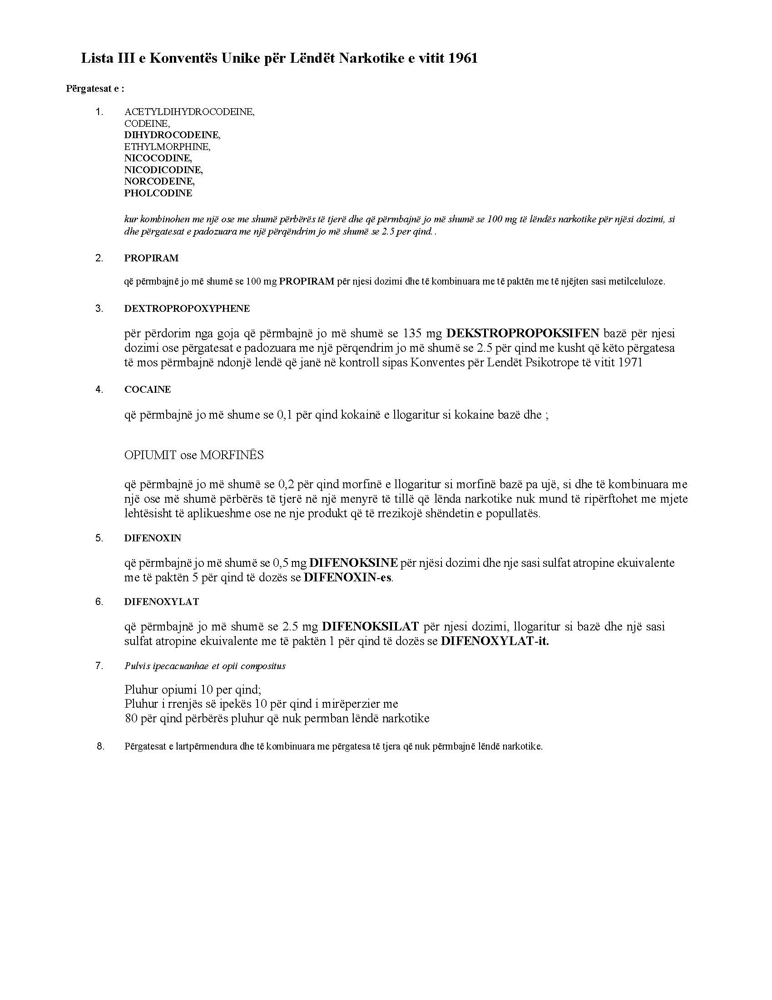 Lista III e Konventës Unike për Lëndët Narkotike e vitit 1961
Përgatesat e :
1. ACETYLDIHYDROCODEINE,
CODEINE,
DIHYDROCODEINE,
ETHYLMORPHINE,
NICOCODINE,
NICODICODINE,
NORCODEINE,
PHOLCODINE
kur kombinohen me një ose me shumë përbërës të tjerë dhe që përmbajnë jo më shumë se 100 mg të lëndës narkotike për njësi dozimi, si
dhe përgatesat e padozuara me një përqëndrim jo më shumë se 2.5 per qind. .
2. PROPIRAM
që përmbajnë jo më shumë se 100 mg PROPIRAM për njesi dozimi dhe të kombinuara me të paktën me të njëjten sasi metilceluloze.
3. DEXTROPROPOXYPHENE
për përdorim nga goja që përmbajnë jo më shumë se 135 mg DEKSTROPROPOKSIFEN bazë për njesi
dozimi ose përgatesat e padozuara me një përqendrim jo më shumë se 2.5 për qind me kusht që këto përgatesa
të mos përmbajnë ndonjë lendë që janë në kontroll sipas Konventes për Lendët Psikotrope të vitit 1971
4. COCAINE
që përmbajnë jo më shume se 0,1 për qind kokainë e llogaritur si kokaine bazë dhe ;
OPIUMIT ose MORFINËS
që përmbajnë jo më shumë se 0,2 për qind morfinë e llogaritur si morfinë bazë pa ujë, si dhe të kombinuara me
një ose më shumë përbërës të tjerë në një menyrë të tillë që lënda narkotike nuk mund të ripërftohet me mjete
lehtësisht të aplikueshme ose ne nje produkt që të rrezikojë shëndetin e popullatës.
5. DIFENOXIN
që përmbajnë jo më shumë se 0,5 mg DIFENOKSINE për njësi dozimi dhe nje sasi sulfat atropine ekuivalente
me të paktën 5 për qind të dozës se DIFENOXIN-es.
6. DIFENOXYLAT
që përmbajnë jo më shumë se 2.5 mg DIFENOKSILAT për njesi dozimi, llogaritur si bazë dhe një sasi
sulfat atropine ekuivalente me të paktën 1 për qind të dozës se DIFENOXYLAT-it.
7. Pulvis ipecacuanhae et opii compositus
Pluhur opiumi 10 per qind;
Pluhur i rrenjës së ipekës 10 për qind i mirëperzier me
80 për qind përbërës pluhur që nuk permban lëndë narkotike
8. Përgatesat e lartpërmendura dhe të kombinuara me përgatesa të tjera që nuk përmbajnë lëndë narkotike.